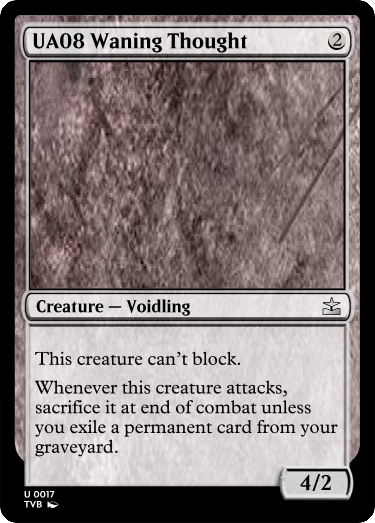 UA08 Waning Thought 2
Creature — Voidling
This creature can't block.
Whenever this creature attacks,
sacrifice it at end of combat unless
you exile a permanent card from your
graveyard.
4/2
U 0017
TVB